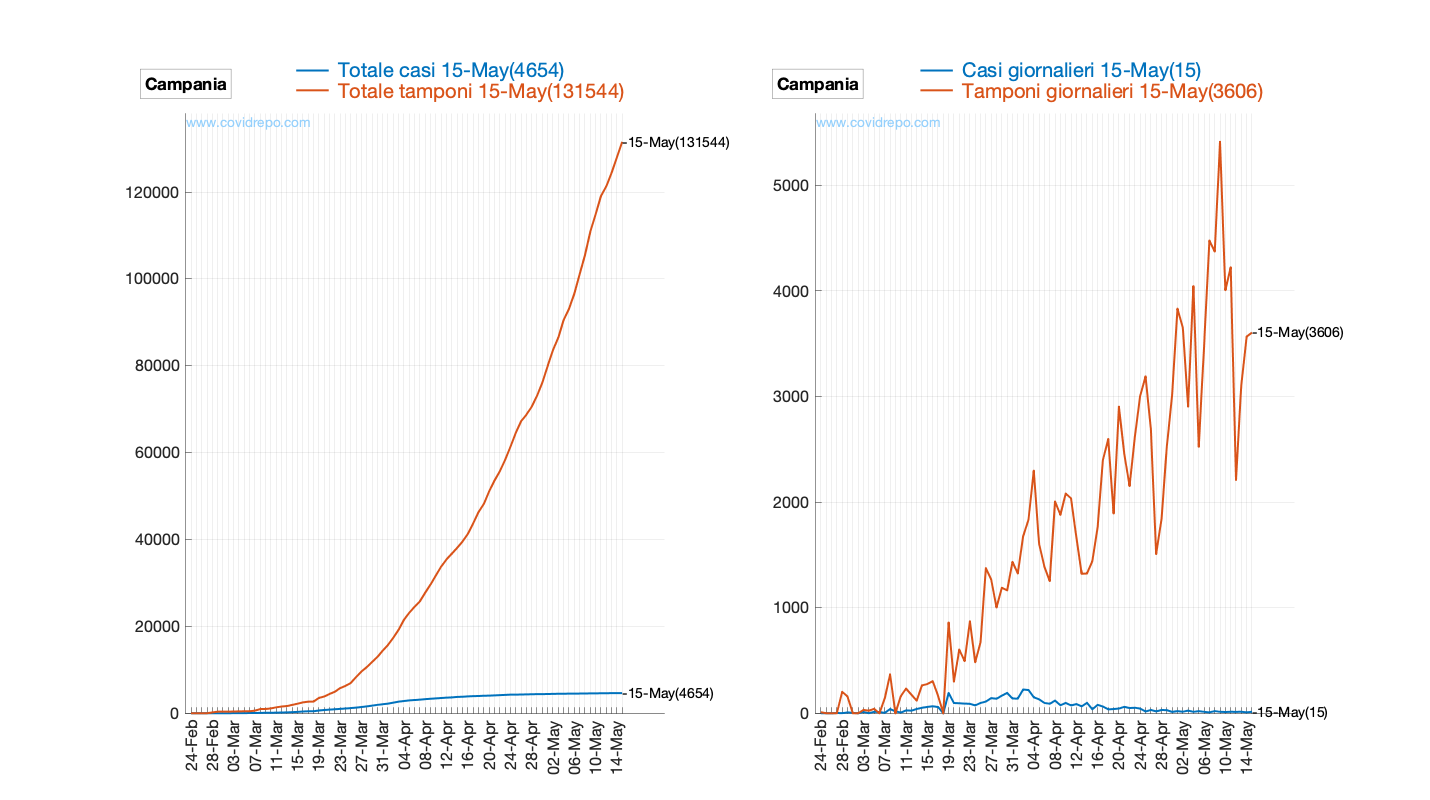 Campania
Totale casi 15-May(4654)
Totale tamponi 15-May(131544)
www.covidrepo.com
15-May(131544)
120000
100000
80000
60000
40000
20000
15-May(4654)
0
24-Feb
28-Feb
03-Mar
07-Mar
11-Mar
15-Mar
19-Mar
23-Mar
27-Mar
31-Mar
04-Apr
08-Apr
12-Apr
16-Apr
20-Apr
24-Apr
28-Apr
02-May
06-May
10-May
14-May
Campania
Casi giornalieri 15-May(15)
Tamponi giornalieri 15-May(3606)
www.covidrepo.com
5000
4000
15-May(3606)
3000
2000
1000
0
15-May(15)
24-Feb
28-Feb
03-Mar
07-Mar
11-Mar
15-Mar
19-Mar
23-Mar
27-Mar
31-Mar
04-Apr
08-Apr
12-Apr
16-Apr
20-Apr
24-Apr
28-Apr
02-May
06-May
10-May
14-May